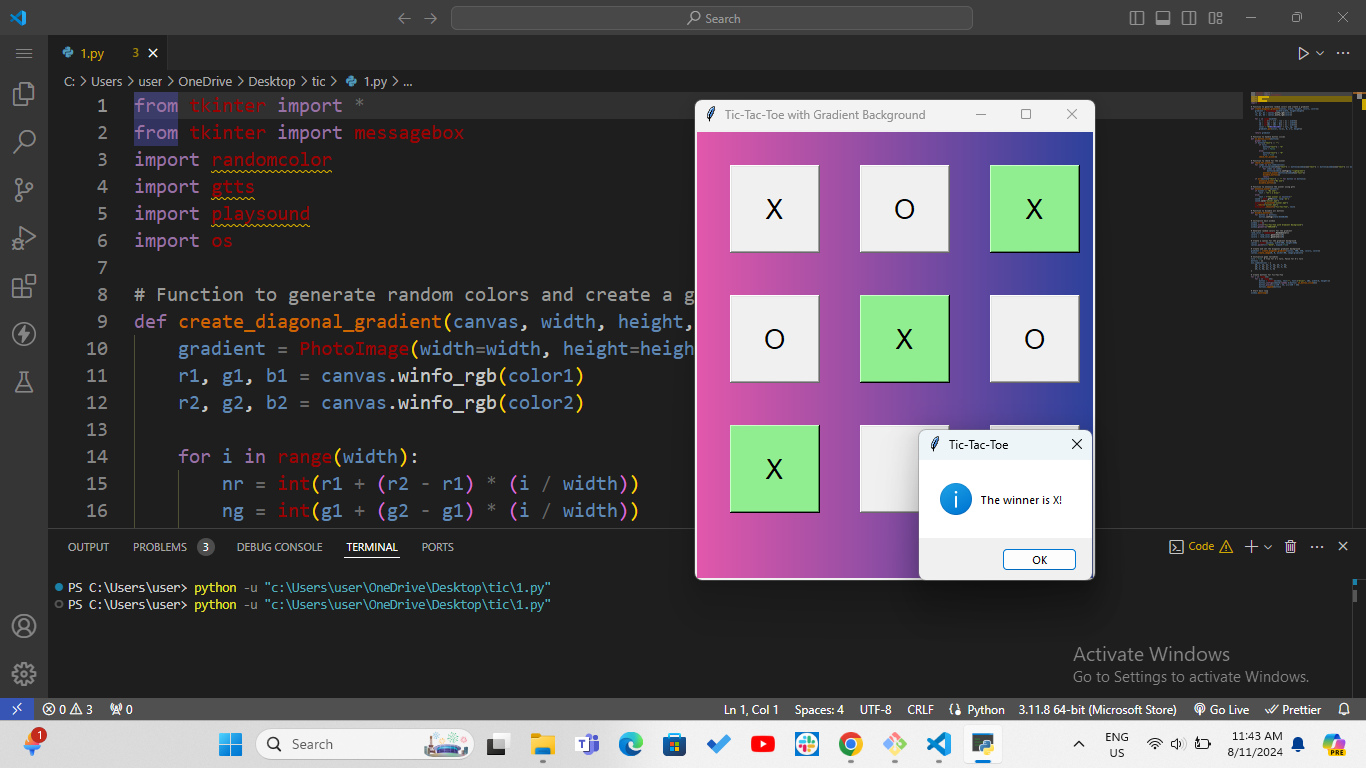 Search
1.py 3
C: > Users > user > OneDrive > Desktop > tic > 1.py > ...
1 from tkinter import *
2 from tkinter import messagebox
3 import randomcolor
4 import gtts
5 import playsound
6 import os
7
8 # Function to generate random colors and create a g
9 def create_diagonal_gradient(canvas, width, height,
10 gradient = PhotoImage(width=width, height=heigh
11 r1, g1, b1 = canvas.winfo_rgb(color1)
12 r2, g2, b2 = canvas.winfo_rgb(color2)
13
14 for i in range(width):
15 nr = int(r1 + (r2 - r1) * (i / width))
16 ng = int(g1 + (g2 - g1) * (i / width))
Tic-Tac-Toe with Gradient Background
X O X
O X O
X
Tic-Tac-Toe
The winner is X!
OK
OUTPUT PROBLEMS 3 DEBUG CONSOLE TERMINAL PORTS
Code
PS C:\Users\user> python -u "c:\Users\user\OneDrive\Desktop\tic\1.py"
PS C:\Users\user> python -u "c:\Users\user\OneDrive\Desktop\tic\1.py"
Activate Windows
Go to Settings to activate Windows.
0 3 0 Ln 1, Col 1 Spaces: 4 UTF-8 CRLF Python 3.11.8 64-bit (Microsoft Store) Go Live Prettier
1 Search ENG 11:43 AM
US 8/11/2024
PRE